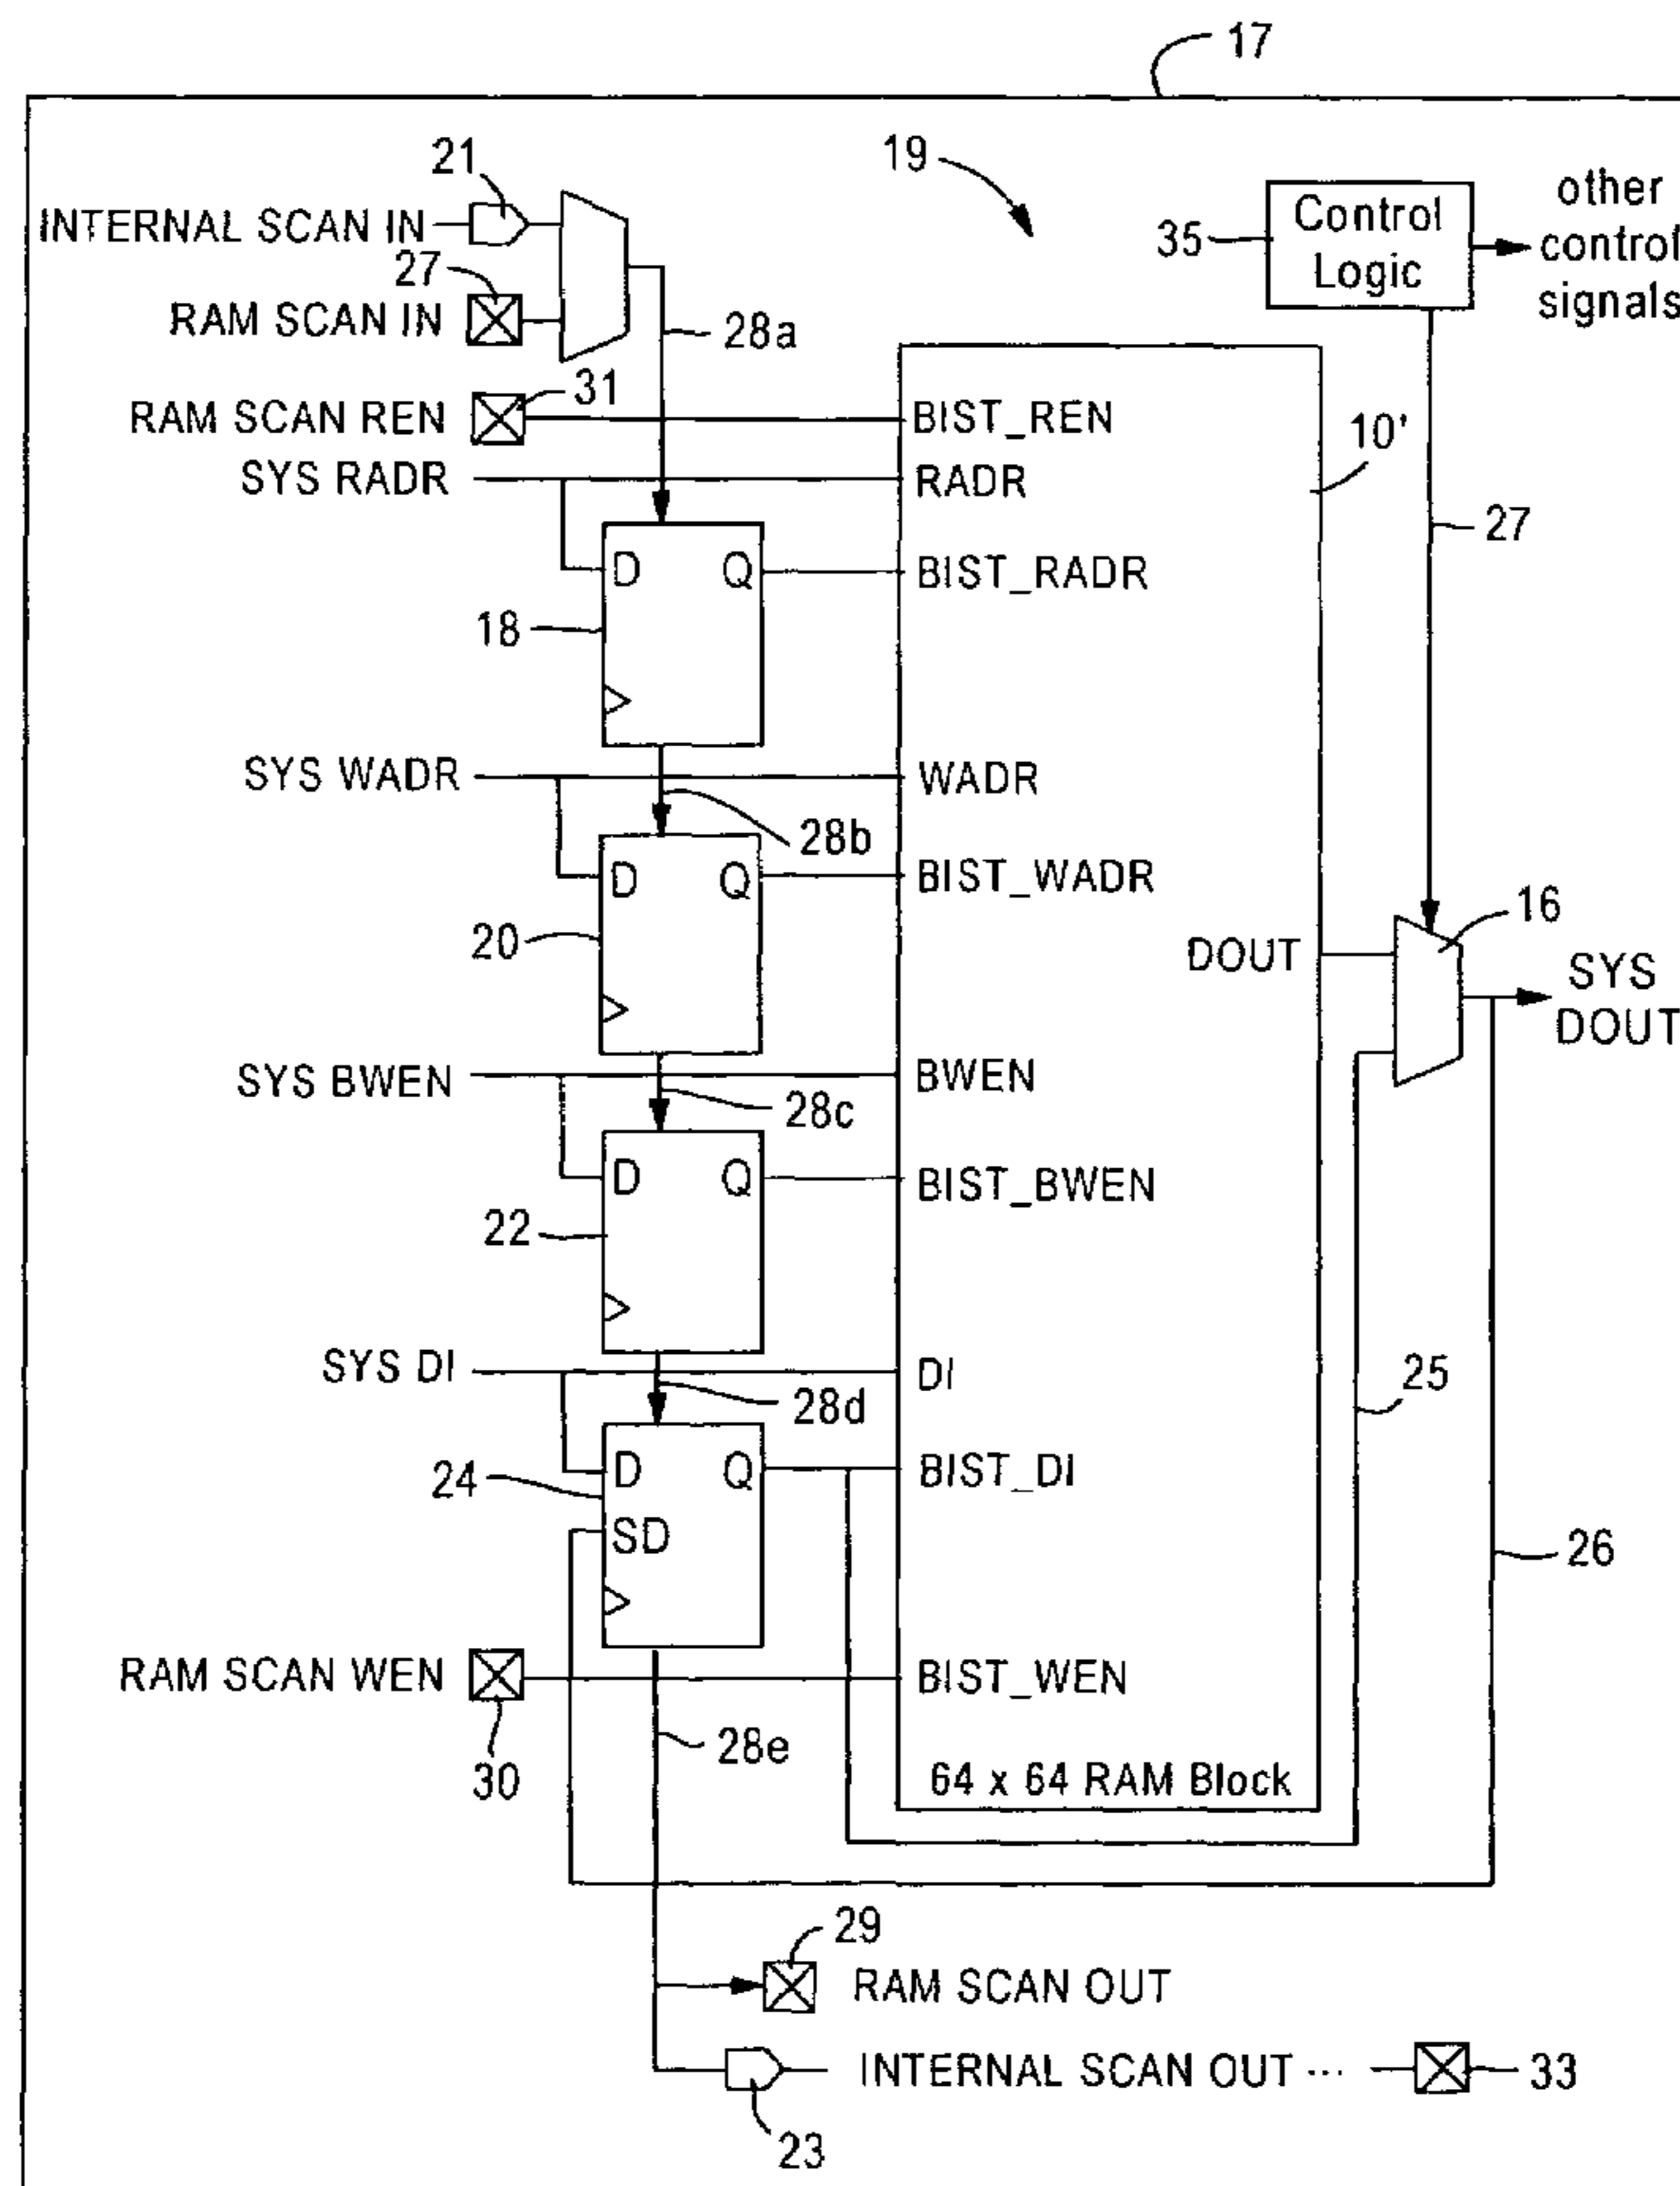 17
21
19
INTERNAL SCAN IN
27
RAM SCAN IN
28a
35
Control
Logic
other
control
signals
RAM SCAN REN
31
BIST_REN
10'
SYS RADR
RADR
27
D
Q
BIST_RADR
18
SYS WADR
WADR
28b
D
Q
BIST_WADR
20
16
DOUT
SYS
DOUT
SYS BWEN
BWEN
28c
D
Q
BIST_BWEN
22
SYS DI
DI
28d
25
24
D
Q
BIST_DI
SD
26
RAM SCAN WEN
BIST_WEN
30
28e
64 x 64 RAM Block
29
RAM SCAN OUT
INTERNAL SCAN OUT ...
33
23